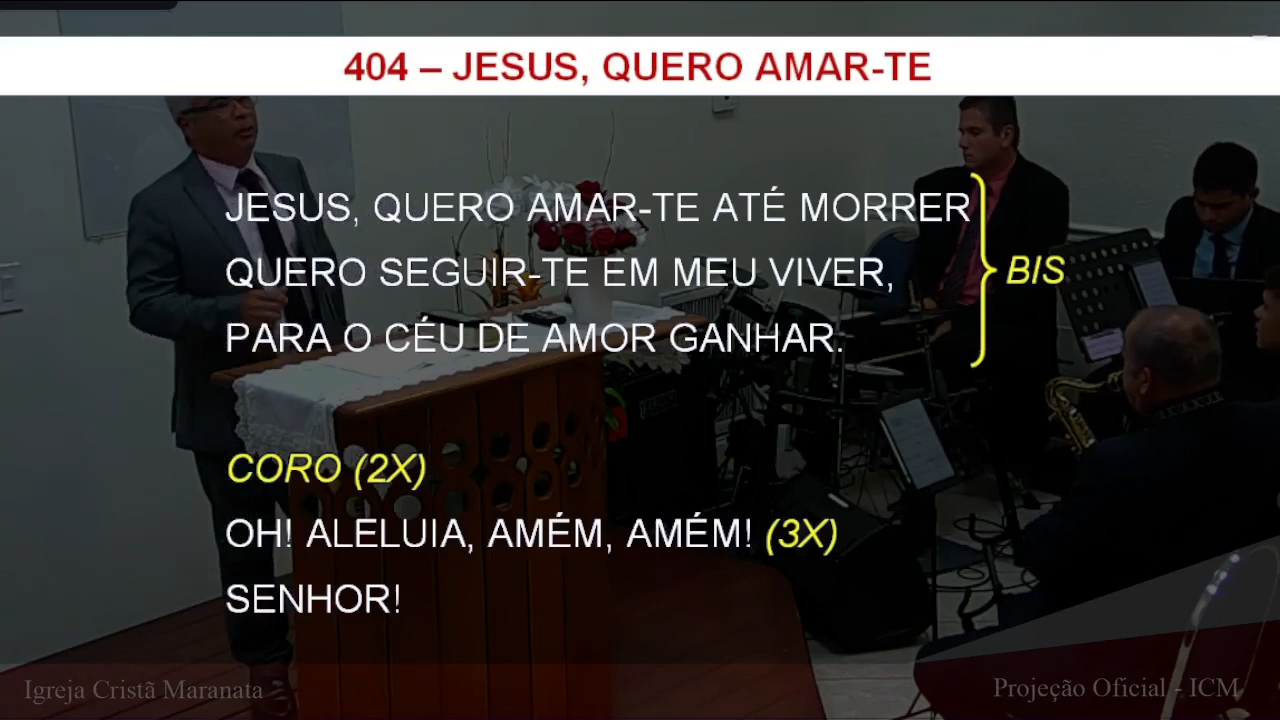 404 – JESUS, QUERO AMAR-TE
JESUS, QUERO AMAR-TE ATÉ MORRER
QUERO SEGUIR-TE EM MEU VIVER,
BIS
PARA O CÉU DE AMOR GANHAR.
CORO (2X)
OH! ALELUIA, AMÉM, AMÉM! (3X)
SENHOR!
Igreja Cristã Maranata
Projeção Oficial - ICM